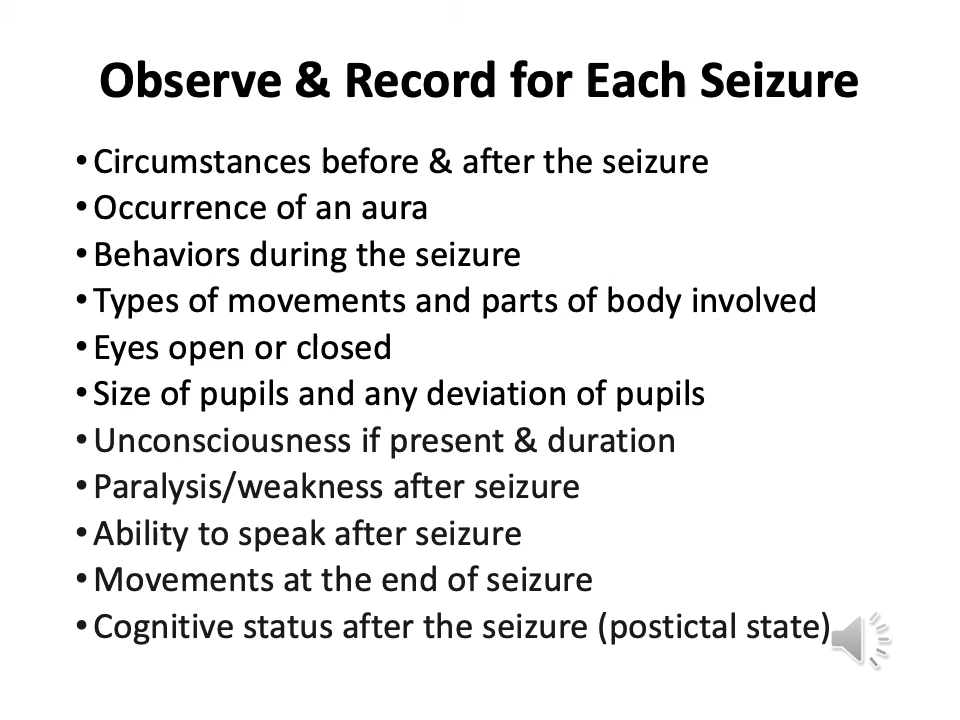 Observe & Record for Each Seizure
• Circumstances before & after the seizure
• Occurrence of an aura
• Behaviors during the seizure
• Types of movements and parts of body involved
• Eyes open or closed
• Size of pupils and any deviation of pupils
• Unconsciousness if present & duration
• Paralysis/weakness after seizure
• Ability to speak after seizure
• Movements at the end of seizure
• Cognitive status after the seizure (postictal state)